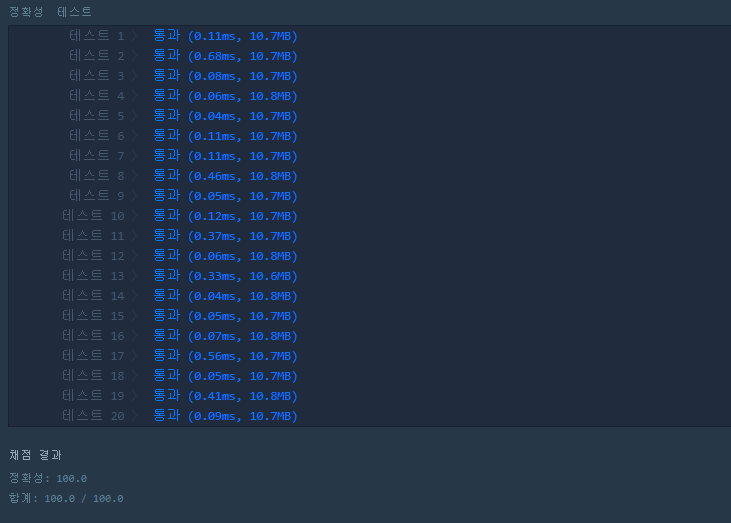 정확성 테스트
테스트 1 〉 통과 (0.11ms, 10.7MB)
테스트 2 〉 통과 (0.68ms, 10.7MB)
테스트 3 〉 통과 (0.08ms, 10.7MB)
테스트 4 〉 통과 (0.06ms, 10.8MB)
테스트 5 〉 통과 (0.04ms, 10.7MB)
테스트 6 〉 통과 (0.11ms, 10.7MB)
테스트 7 〉 통과 (0.11ms, 10.7MB)
테스트 8 〉 통과 (0.46ms, 10.8MB)
테스트 9 〉 통과 (0.05ms, 10.7MB)
테스트 10 〉 통과 (0.12ms, 10.7MB)
테스트 11 〉 통과 (0.37ms, 10.7MB)
테스트 12 〉 통과 (0.06ms, 10.8MB)
테스트 13 〉 통과 (0.33ms, 10.6MB)
테스트 14 〉 통과 (0.04ms, 10.8MB)
테스트 15 〉 통과 (0.05ms, 10.7MB)
테스트 16 〉 통과 (0.07ms, 10.8MB)
테스트 17 〉 통과 (0.56ms, 10.7MB)
테스트 18 〉 통과 (0.05ms, 10.7MB)
테스트 19 〉 통과 (0.41ms, 10.8MB)
테스트 20 〉 통과 (0.09ms, 10.7MB)
채점 결과
정확성: 100.0
합계: 100.0 / 100.0